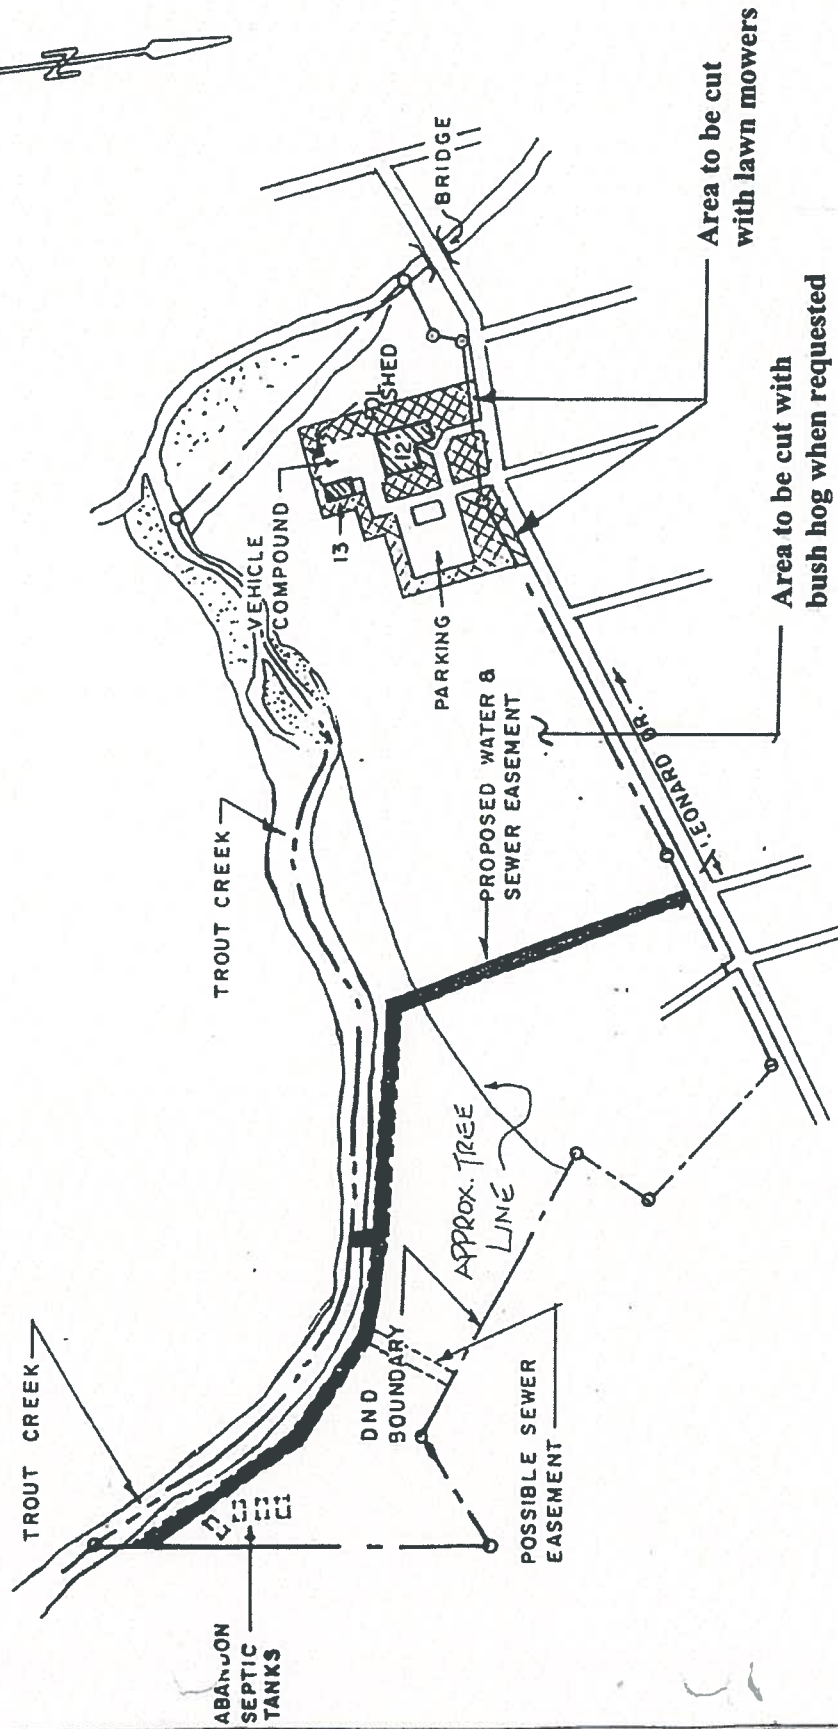 N
TROUT CREEK
TROUT CREEK
ABANDON
SEPTIC
TANKS
DND
BOUNDARY
POSSIBLE SEWER
EASEMENT
APPROX. TREE
LINE
PROPOSED WATER &
SEWER EASEMENT
VEHICLE
COMPOUND
13
12
SHED
PARKING
BRIDGE
LEONARD DR.
Area to be cut with
bush hog when requested
Area to be cut
with lawn mowers